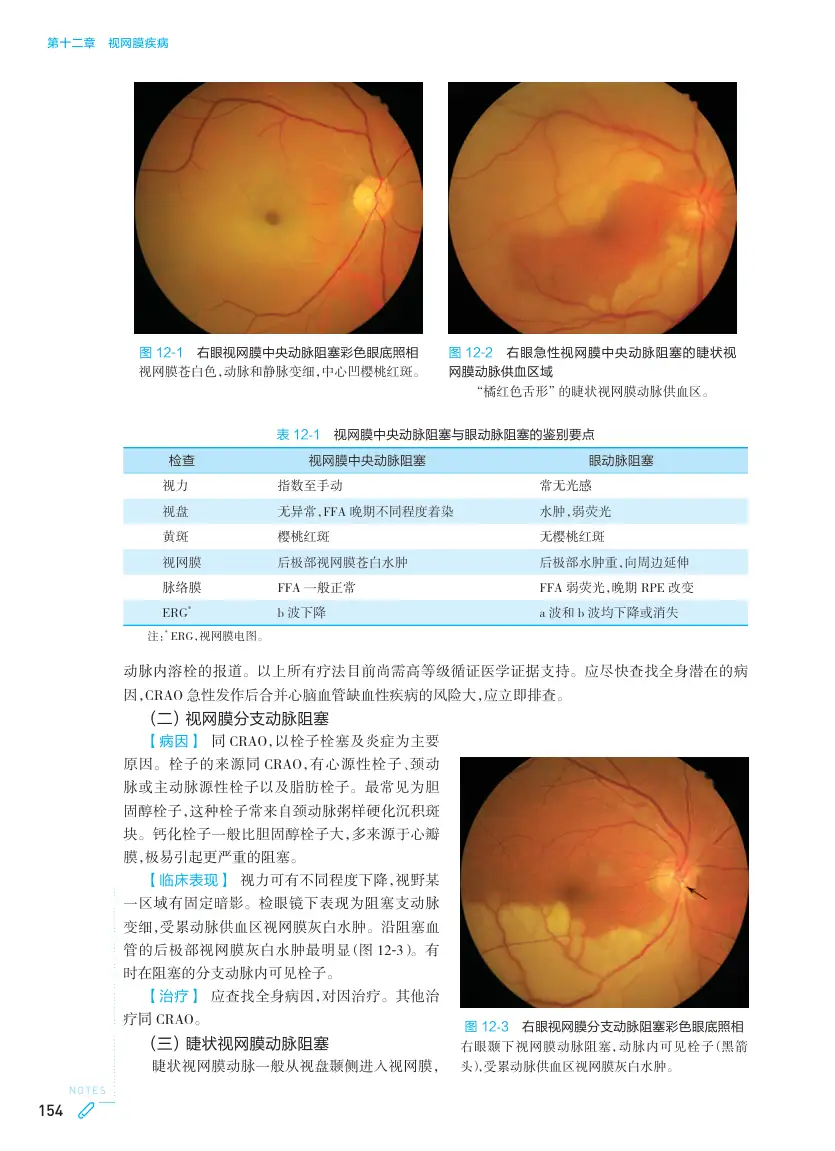 第十二章 视网膜疾病
图 12-1 右眼视网膜中央动脉阻塞彩色眼底照相
视网膜苍白色,动脉和静脉变细,中心凹樱桃红斑。
图 12-2 右眼急性视网膜中央动脉阻塞的睫状视
网膜动脉供血区域
“橘红色舌形”的睫状视网膜动脉供血区。
表 12-1 视网膜中央动脉阻塞与眼动脉阻塞的鉴别要点
检查 视网膜中央动脉阻塞 眼动脉阻塞
视力 指数至手动 常无光感
视盘 无异常,FFA 晚期不同程度着染 水肿,弱荧光
黄斑 樱桃红斑 无樱桃红斑
视网膜 后极部视网膜苍白水肿 后极部水肿重,向周边延伸
脉络膜 FFA 一般正常 FFA 弱荧光,晚期 RPE 改变
ERG* b 波下降 a 波和 b 波均下降或消失
注:* ERG,视网膜电图。
动脉内溶栓的报道。以上所有疗法目前尚需高等级循证医学证据支持。应尽快查找全身潜在的病
因,CRAO 急性发作后合并心脑血管缺血性疾病的风险大,应立即排查。
(二)视网膜分支动脉阻塞
【病因】 同 CRAO,以栓子栓塞及炎症为主要
原因。栓子的来源同 CRAO,有心源性栓子、颈动
脉或主动脉源性栓子以及脂肪栓子。最常见为胆
固醇栓子,这种栓子常来自颈动脉粥样硬化沉积斑
块。钙化栓子一般比胆固醇栓子大,多来源于心瓣
膜,极易引起更严重的阻塞。
【临床表现】 视力可有不同程度下降,视野某
一区域有固定暗影。检眼镜下表现为阻塞支动脉
变细,受累动脉供血区视网膜灰白水肿。沿阻塞血
管的后极部视网膜灰白水肿最明显(图 12-3)。有
时在阻塞的分支动脉内可见栓子。
【治疗】 应查找全身病因,对因治疗。其他治
疗同 CRAO。
(三)睫状视网膜动脉阻塞
睫状视网膜动脉一般从视盘颞侧进入视网膜,
图 12-3 右眼视网膜分支动脉阻塞彩色眼底照相
右眼颞下视网膜动脉阻塞,动脉内可见栓子(黑箭
头),受累动脉供血区视网膜灰白水肿。
NOTES
154